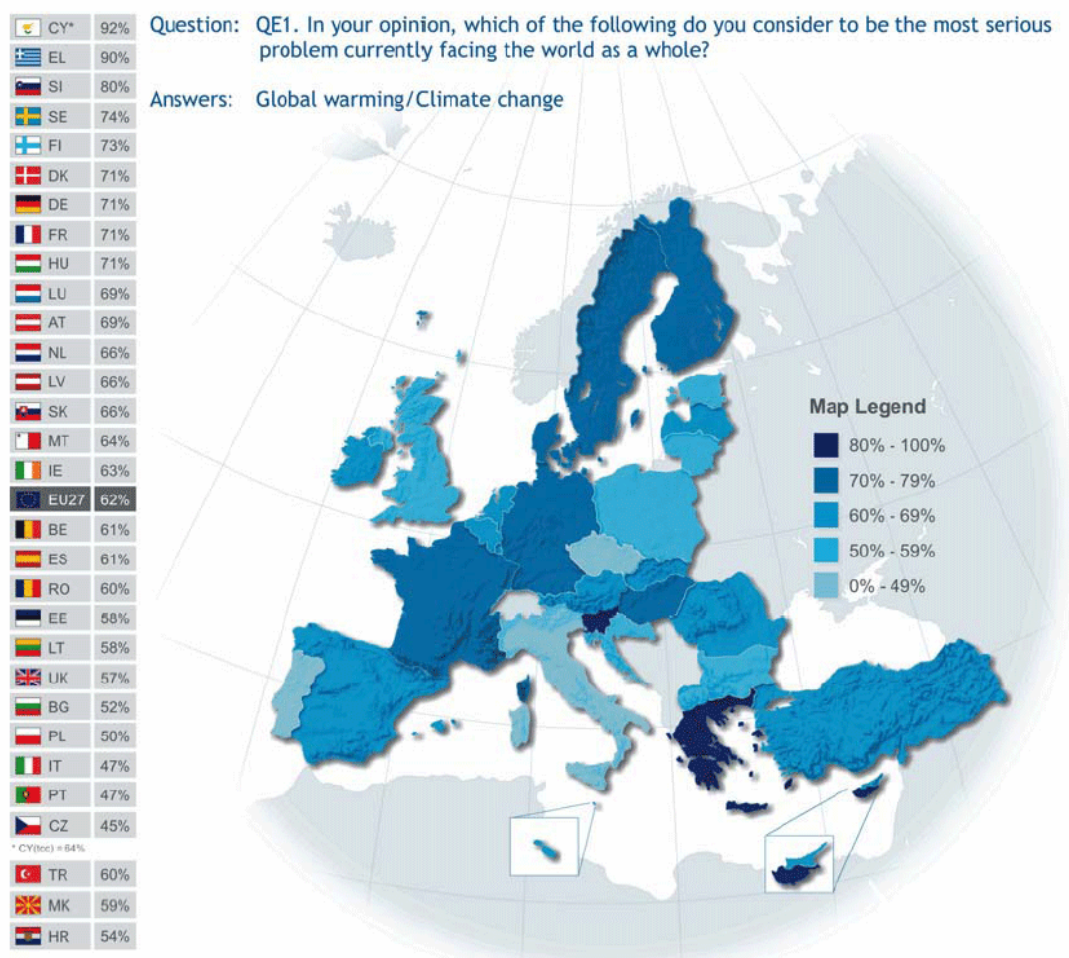 Question: QE1. In your opinion, which of the following do you consider to be the most serious
problem currently facing the world as a whole?
Answers: Global warming/Climate change
CY* 92%
EL 90%
SI 80%
SE 74%
FI 73%
DK 71%
DE 71%
FR 71%
HU 71%
LU 69%
AT 69%
NL 66%
LV 66%
SK 66%
MT 64%
IE 63%
EU27 62%
BE 61%
ES 61%
RO 60%
EE 58%
LT 58%
UK 57%
BG 52%
PL 50%
IT 47%
PT 47%
CZ 45%
* CY(tcc) = 64%
TR 60%
MK 59%
HR 54%
Map Legend
80% - 100%
70% - 79%
60% - 69%
50% - 59%
0% - 49%